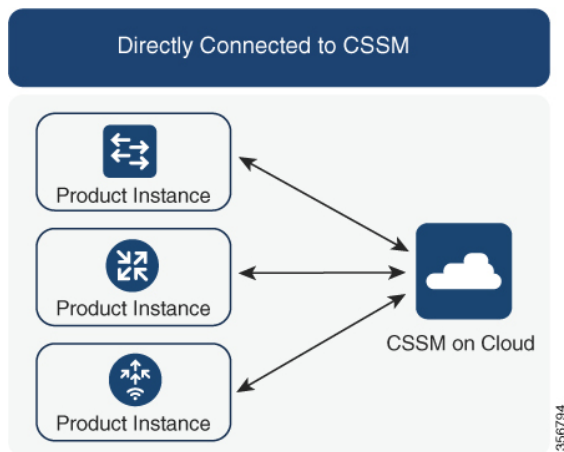 Directly Connected to CSSM
Product Instance
Product Instance
CSSM on Cloud
Product Instance
356794